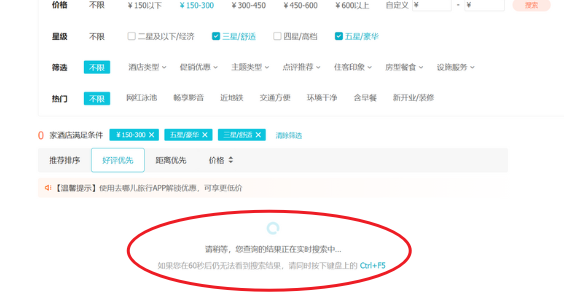 价格 不限 ¥150以下 ¥150-300 ¥300-450 ¥450-600 ¥600以上 自定义 ¥ - ¥ 搜索
星级 不限 二星及以下/经济 三星/舒适 四星/高档 五星/豪华
筛选 不限 酒店类型 促销优惠 主题类型 点评推荐 住客印象 房型餐食 设施服务
热门 不限 网红泳池 畅享影音 近地铁 交通方便 环境干净 含早餐 新开业/装修
0 家酒店满足条件 ¥150-300 × 五星/豪华 × 三星/舒适 × 清除筛选
推荐排序 好评优先 距离优先 价格
【温馨提示】使用去哪儿旅行APP解锁优惠，可享更低价
请稍等，您查询的结果正在实时搜索中...
如果您在60秒后仍无法看到搜索结果，请同时按下键盘上的 Ctrl+F5